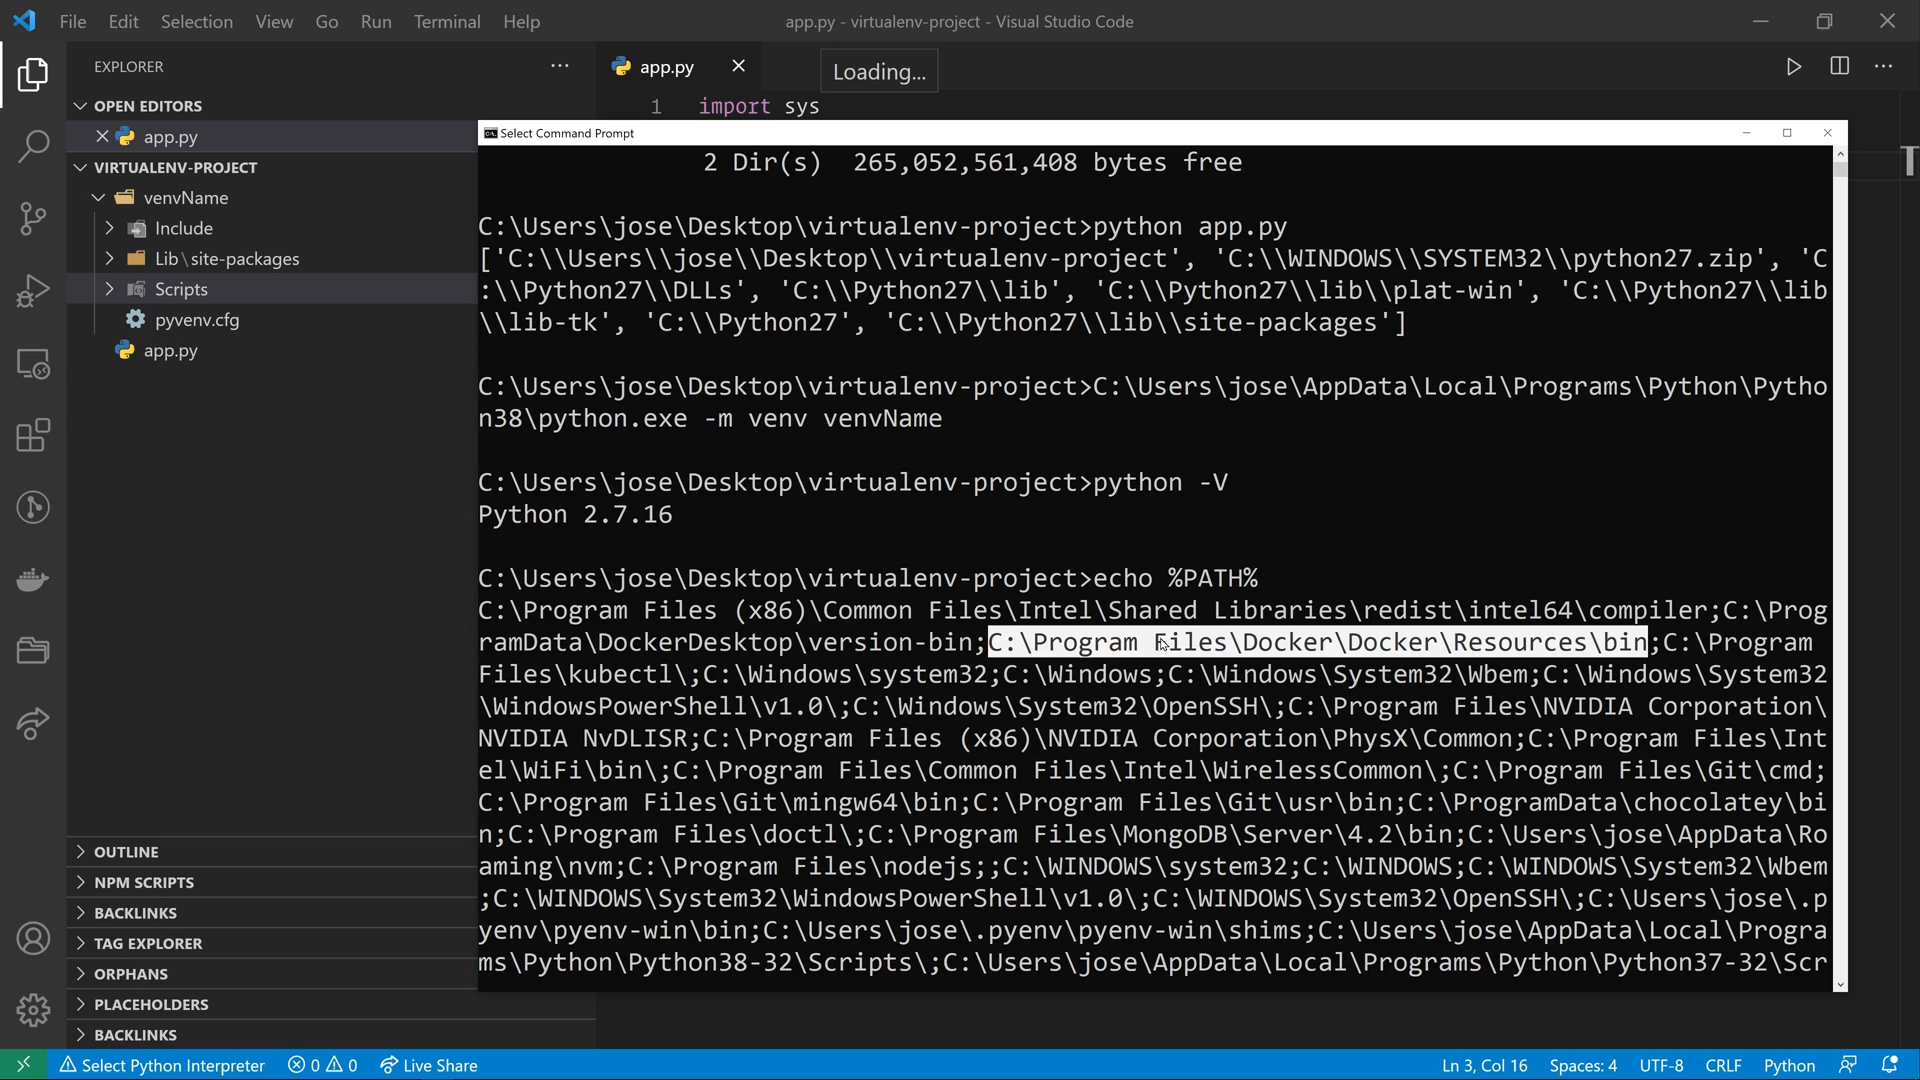 File Edit Selection View Go Run Terminal Help
app.py - virtualenv-project - Visual Studio Code
EXPLORER
OPEN EDITORS
app.py
VIRTUALENV-PROJECT
venvName
Include
Lib\site-packages
Scripts
pyvenv.cfg
app.py
OUTLINE
NPM SCRIPTS
BACKLINKS
TAG EXPLORER
ORPHANS
PLACEHOLDERS
BACKLINKS
app.py
Loading...
1 import sys
Select Command Prompt
2 Dir(s)  265,052,561,408 bytes free
C:\Users\jose\Desktop\virtualenv-project>python app.py
['C:\\Users\\jose\\Desktop\\virtualenv-project', 'C:\\WINDOWS\\SYSTEM32\\python27.zip', 'C
:\\Python27\\DLLs', 'C:\\Python27\\lib', 'C:\\Python27\\lib\\plat-win', 'C:\\Python27\\lib
\\lib-tk', 'C:\\Python27', 'C:\\Python27\\lib\\site-packages']
C:\Users\jose\Desktop\virtualenv-project>C:\Users\jose\AppData\Local\Programs\Python\Pytho
n38\python.exe -m venv venvName
C:\Users\jose\Desktop\virtualenv-project>python -V
Python 2.7.16
C:\Users\jose\Desktop\virtualenv-project>echo %PATH%
C:\Program Files (x86)\Common Files\Intel\Shared Libraries\redist\intel64\compiler;C:\Prog
ramData\DockerDesktop\version-bin;C:\Program Files\Docker\Docker\Resources\bin;C:\Program
Files\kubectl\;C:\Windows\system32;C:\Windows;C:\Windows\System32\Wbem;C:\Windows\System32
\WindowsPowerShell\v1.0\;C:\Windows\System32\OpenSSH\;C:\Program Files\NVIDIA Corporation\
NVIDIA NvDLISR;C:\Program Files (x86)\NVIDIA Corporation\PhysX\Common;C:\Program Files\Int
el\WiFi\bin\;C:\Program Files\Common Files\Intel\WirelessCommon\;C:\Program Files\Git\cmd;
C:\Program Files\Git\mingw64\bin;C:\Program Files\Git\usr\bin;C:\ProgramData\chocolatey\bi
n;C:\Program Files\doctl\;C:\Program Files\MongoDB\Server\4.2\bin;C:\Users\jose\AppData\Ro
aming\nvm;C:\Program Files\nodejs;;C:\WINDOWS\system32;C:\WINDOWS;C:\WINDOWS\System32\Wbem
;C:\WINDOWS\System32\WindowsPowerShell\v1.0\;C:\WINDOWS\System32\OpenSSH\;C:\Users\jose\.p
yenv\pyenv-win\bin;C:\Users\jose\.pyenv\pyenv-win\shims;C:\Users\jose\AppData\Local\Progra
ms\Python\Python38-32\Scripts\;C:\Users\jose\AppData\Local\Programs\Python\Python37-32\Scr
Select Python Interpreter 0 0 Live Share
Ln 3, Col 16 Spaces: 4 UTF-8 CRLF Python